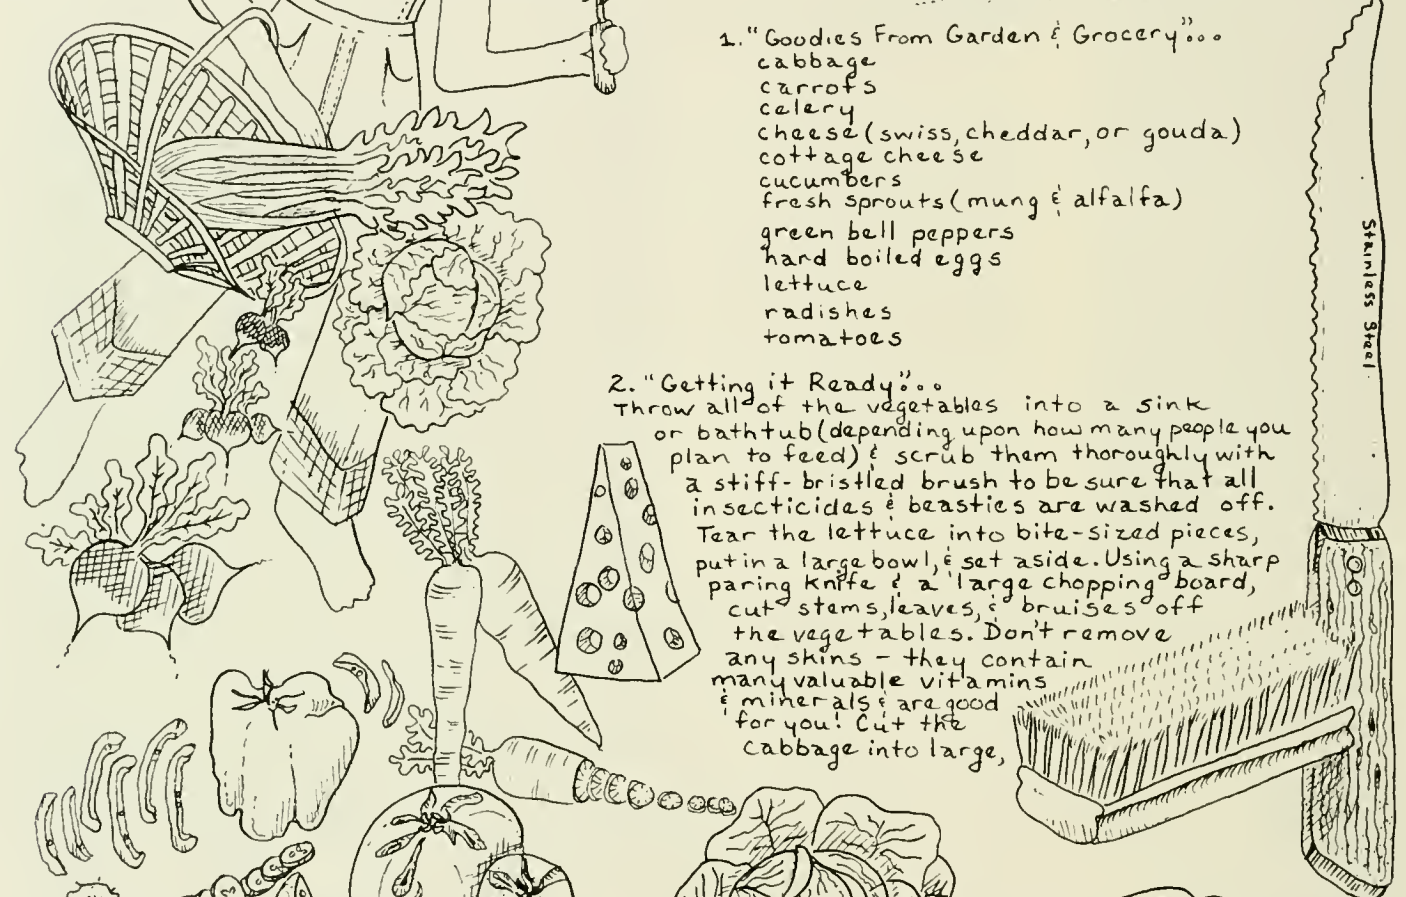 1. "Goodies From Garden & Grocery"...
cabbage
carrots
celery
cheese (swiss, cheddar, or gouda)
cottage cheese
cucumbers
fresh sprouts (mung & alfalfa)
green bell peppers
hard boiled eggs
lettuce
radishes
tomatoes
2. "Getting it Ready"...
Throw all of the vegetables into a sink
or bathtub (depending upon how many people you
plan to feed) & scrub them thoroughly with
a stiff-bristled brush to be sure that all
insecticides & beasties are washed off.
Tear the lettuce into bite-sized pieces,
put in a large bowl, & set aside. Using a sharp
paring knife & a large chopping board,
cut stems, leaves, & bruises off
the vegetables. Don't remove
any skins - they contain
many valuable vitamins
& minerals & are good
for you! Cut the
cabbage into large,
Stainless Steel